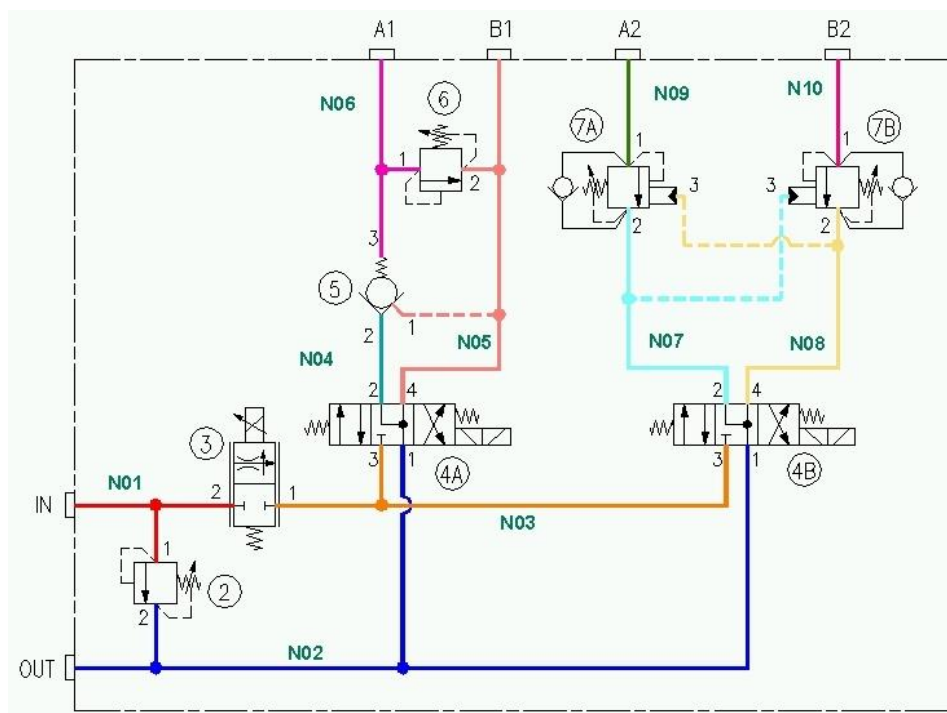 A1 B1 A2 B2
N06 N09 N10
6
7A 7B
1 1
1 2 3 3
2 2
3
5
2 1
N04 N05 N07 N08
2 4 2 4
3
3 1 3 1
4A 4B
N01
IN 2 1
N03
1
2
2
N02
OUT